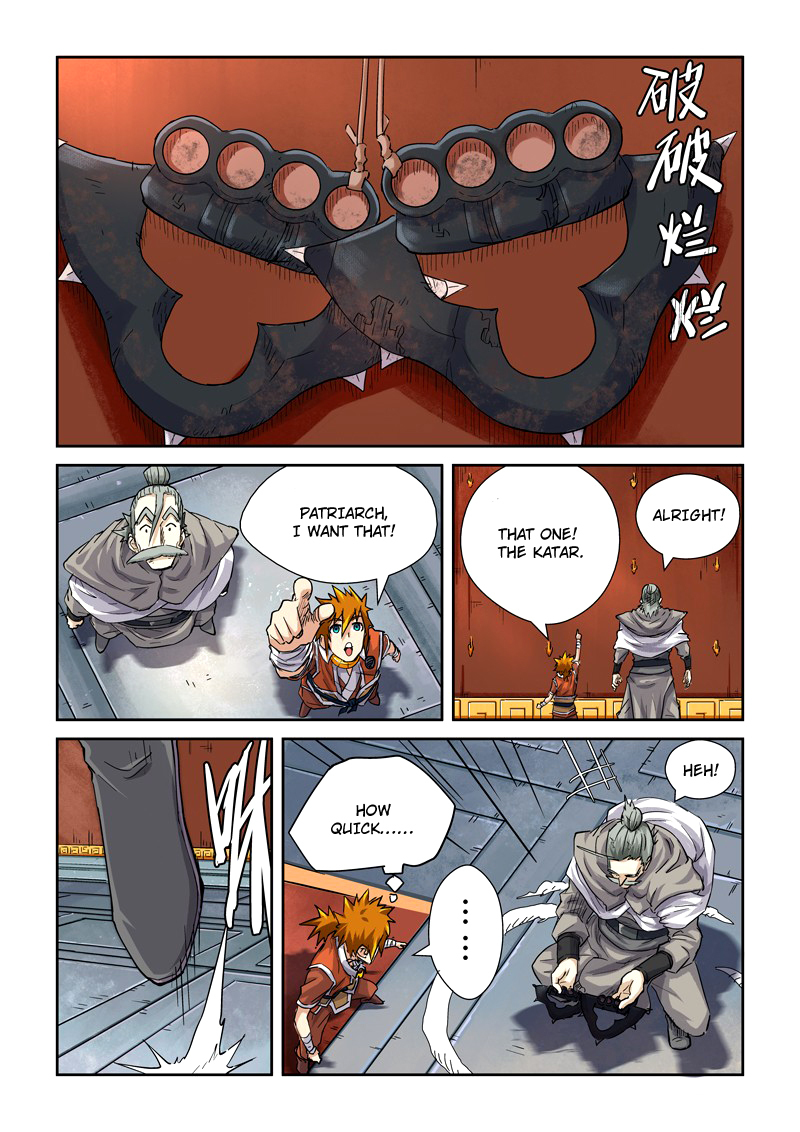 破
破
烂
烂
PATRIARCH,
I WANT THAT!
THAT ONE!
THE KATAR.
ALRIGHT!
HOW
QUICK......
HEH!
......